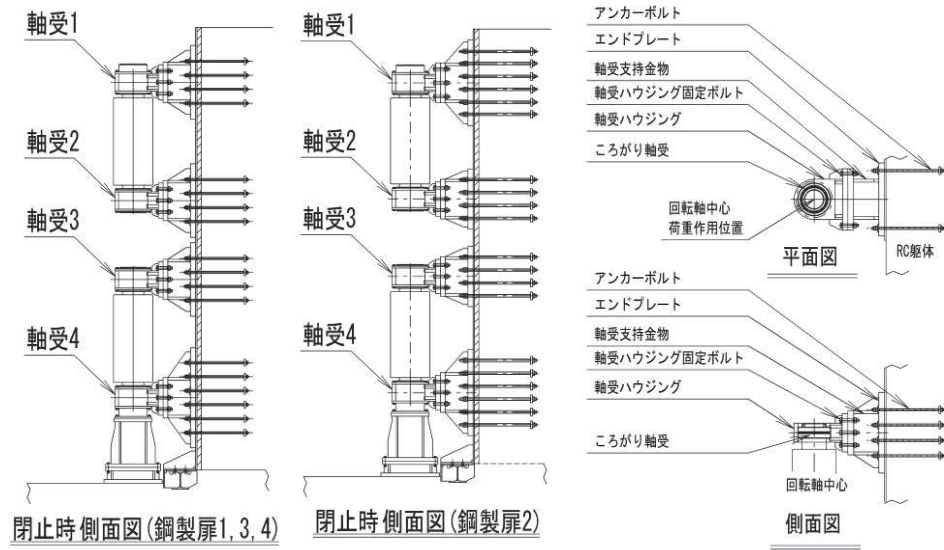 軸受1
軸受2
軸受3
軸受4
閉止時 側面図(鋼製扉1, 3, 4)
軸受1
軸受2
軸受3
軸受4
閉止時 側面図(鋼製扉2)
アンカーボルト
エンドプレート
軸受支持金物
軸受ハウジング固定ボルト
軸受ハウジング
ころがり軸受
回転軸中心
荷重作用位置
RC躯体
平面図
アンカーボルト
エンドプレート
軸受支持金物
軸受ハウジング固定ボルト
軸受ハウジング
ころがり軸受
回転軸中心
側面図